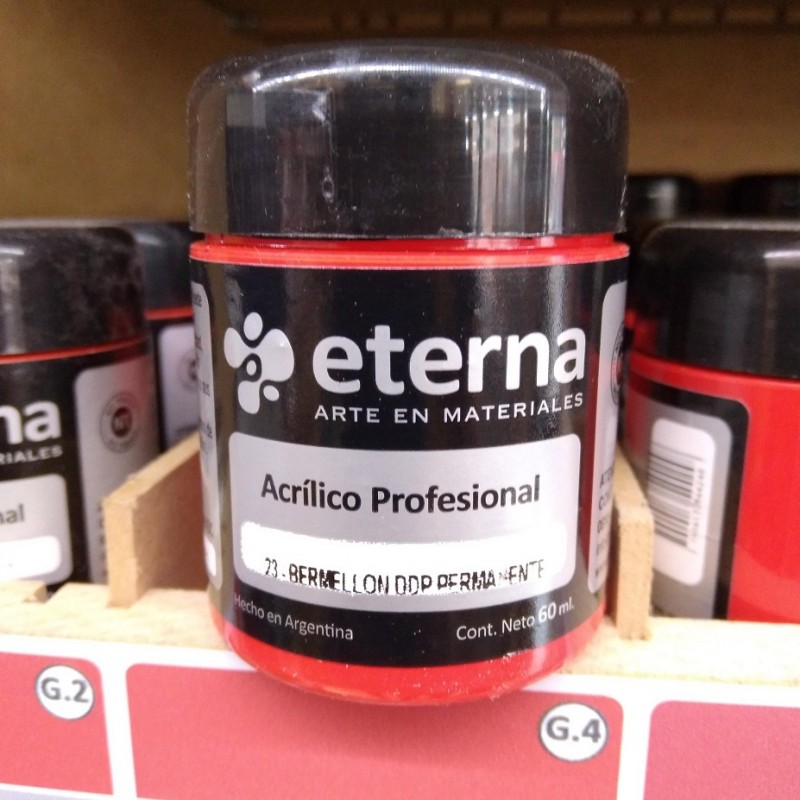 eterna
ARTE EN MATERIALES
Acrílico Profesional
23-BERMELLON DDP PERMANENTE
Hecho en Argentina
Cont. Neto 60 ml.
na
RIALES
nal
G.2
G.4